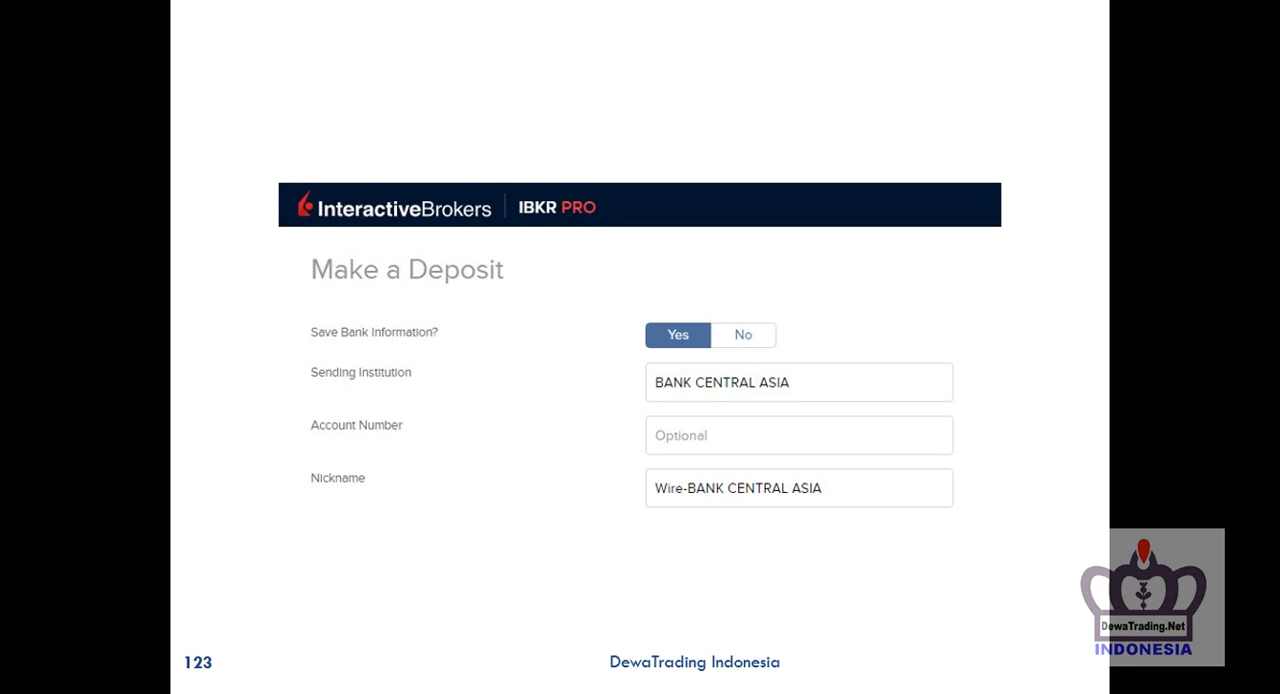 InteractiveBrokers | IBKR PRO
Make a Deposit
Save Bank Information? Yes No
Sending Institution BANK CENTRAL ASIA
Account Number Optional
Nickname Wire-BANK CENTRAL ASIA
DewaTrading.Net
INDONESIA
123 DewaTrading Indonesia